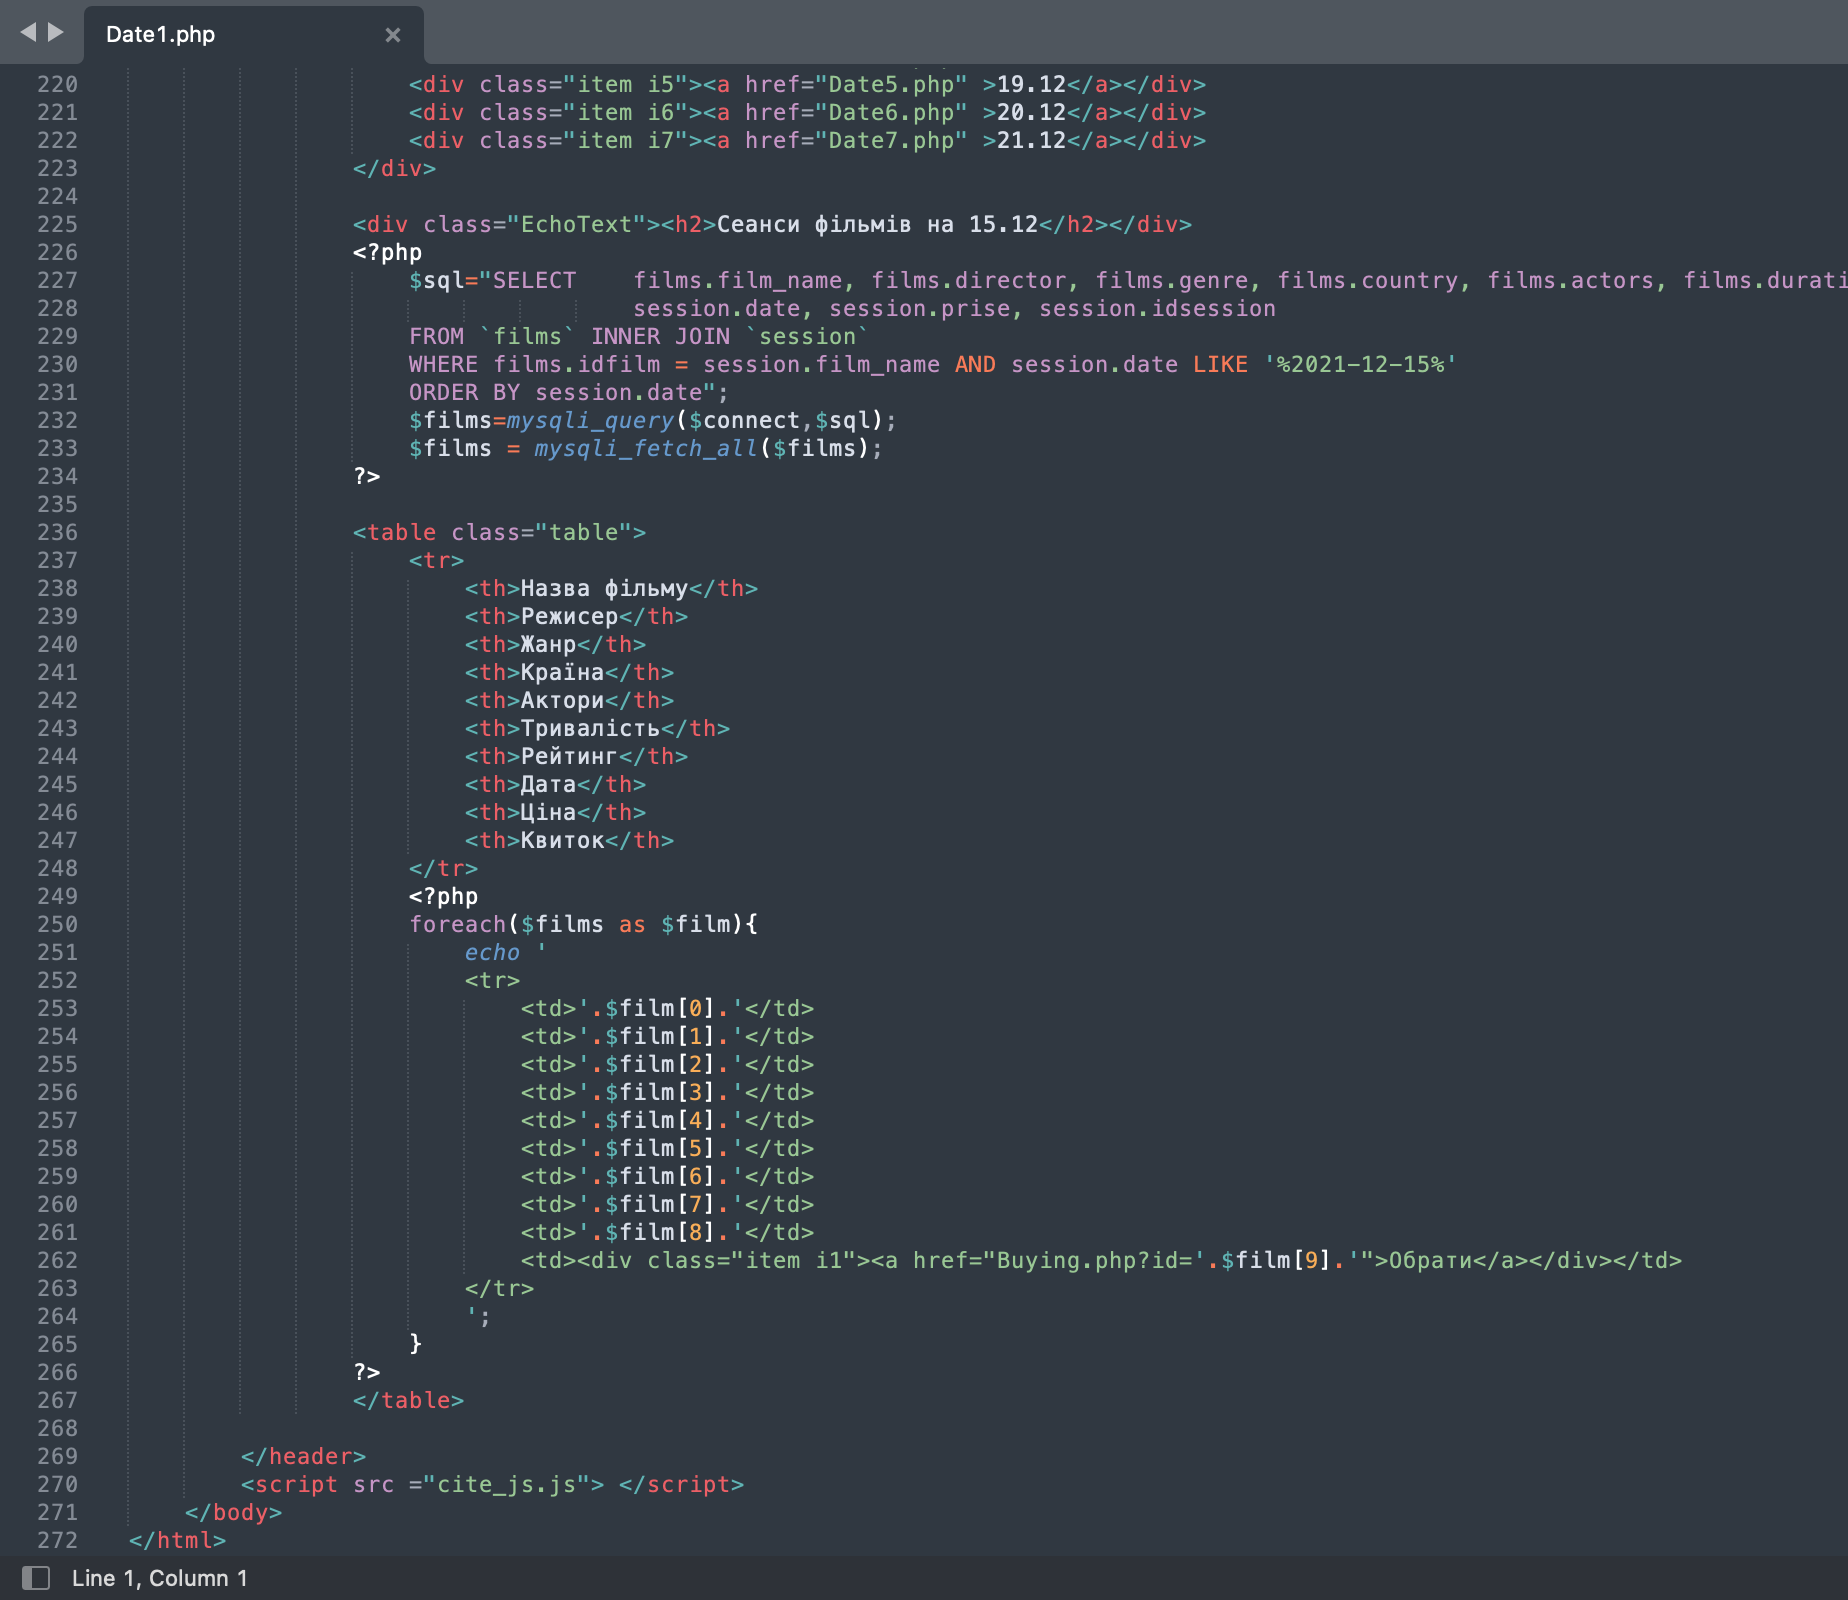 Date1.php
220 <div class="item i5"><a href="Date5.php" >19.12</a></div>
221 <div class="item i6"><a href="Date6.php" >20.12</a></div>
222 <div class="item i7"><a href="Date7.php" >21.12</a></div>
223 </div>
224
225 <div class="EchoText"><h2>Сеанси фільмів на 15.12</h2></div>
226 <?php
227 $sql="SELECT films.film_name, films.director, films.genre, films.country, films.actors, films.durati
228 session.date, session.prise, session.idsession
229 FROM `films` INNER JOIN `session`
230 WHERE films.idfilm = session.film_name AND session.date LIKE '%2021-12-15%'
231 ORDER BY session.date";
232 $films=mysqli_query($connect,$sql);
233 $films = mysqli_fetch_all($films);
234 ?>
235
236 <table class="table">
237 <tr>
238 <th>Назва фільму</th>
239 <th>Режисер</th>
240 <th>Жанр</th>
241 <th>Країна</th>
242 <th>Актори</th>
243 <th>Тривалість</th>
244 <th>Рейтинг</th>
245 <th>Дата</th>
246 <th>Ціна</th>
247 <th>Квиток</th>
248 </tr>
249 <?php
250 foreach($films as $film){
251 echo '
252 <tr>
253 <td>'.$film[0].'</td>
254 <td>'.$film[1].'</td>
255 <td>'.$film[2].'</td>
256 <td>'.$film[3].'</td>
257 <td>'.$film[4].'</td>
258 <td>'.$film[5].'</td>
259 <td>'.$film[6].'</td>
260 <td>'.$film[7].'</td>
261 <td>'.$film[8].'</td>
262 <td><div class="item i1"><a href="Buying.php?id='.$film[9].'">Обрати</a></div></td>
263 </tr>
264 ';
265 }
266 ?>
267 </table>
268
269 </header>
270 <script src ="cite_js.js"> </script>
271 </body>
272 </html>
Line 1, Column 1